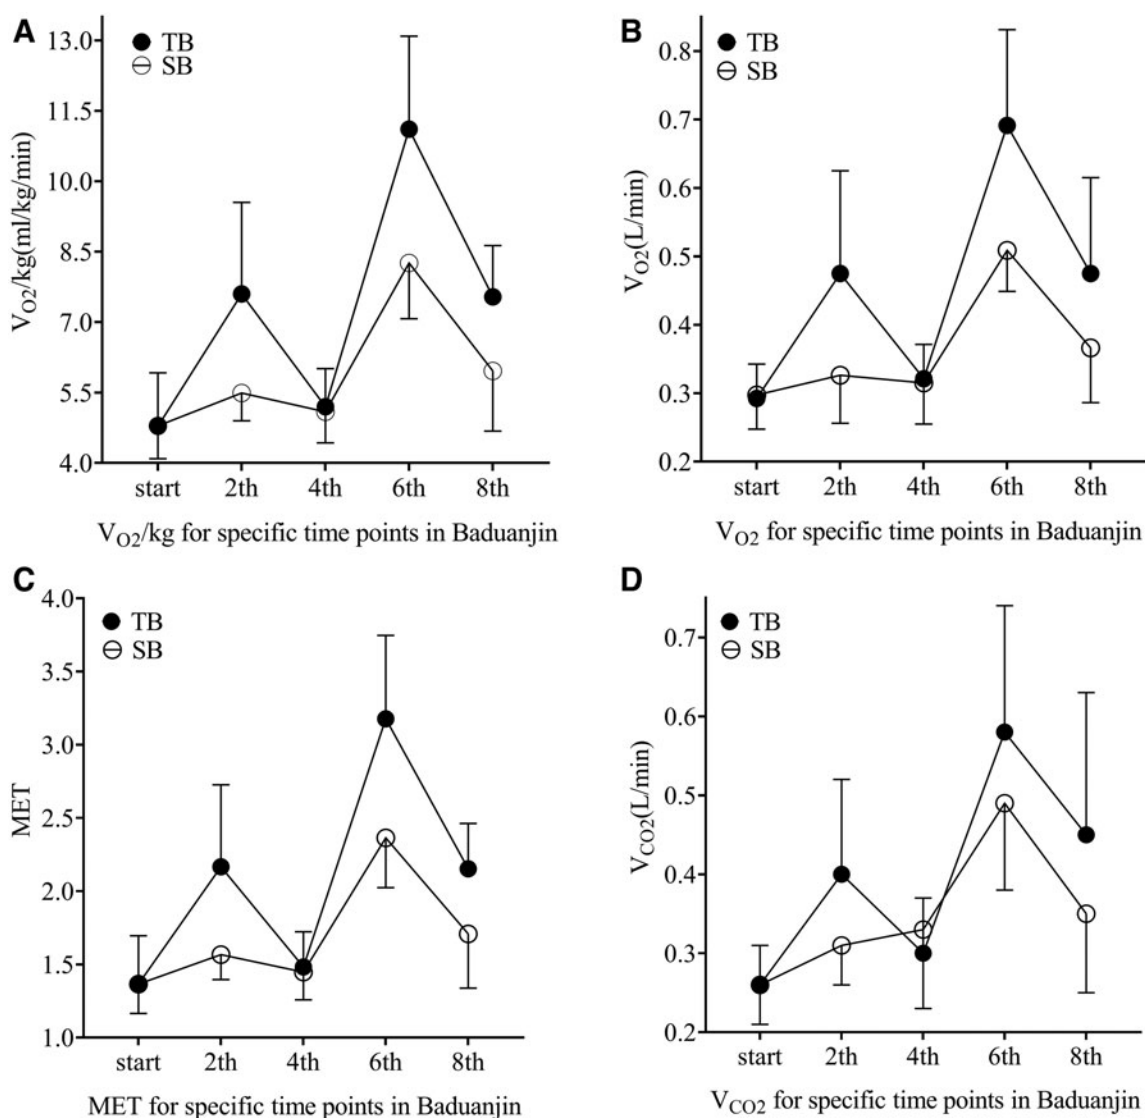 A
TB
SB
13.0
11.5
10.0
8.5
7.0
5.5
4.0
VO2/kg(ml/kg/min)
start 2th 4th 6th 8th
VO2/kg for specific time points in Baduanjin
B
TB
SB
0.8
0.7
0.6
0.5
0.4
0.3
0.2
VO2(L/min)
start 2th 4th 6th 8th
VO2 for specific time points in Baduanjin
C
TB
SB
4.0
3.5
3.0
2.5
2.0
1.5
1.0
MET
start 2th 4th 6th 8th
MET for specific time points in Baduanjin
D
TB
SB
0.7
0.6
0.5
0.4
0.3
0.2
VCO2(L/min)
start 2th 4th 6th 8th
VCO2 for specific time points in Baduanjin